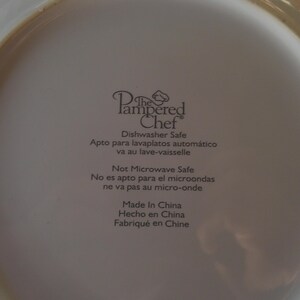 The
Pampered
Chef
Dishwasher Safe
Apto para lavaplatos automático
va au lave-vaisselle
Not Microwave Safe
No es apto para el microondas
ne va pas au micro-onde
Made In China
Hecho en China
Fabriqué en Chine